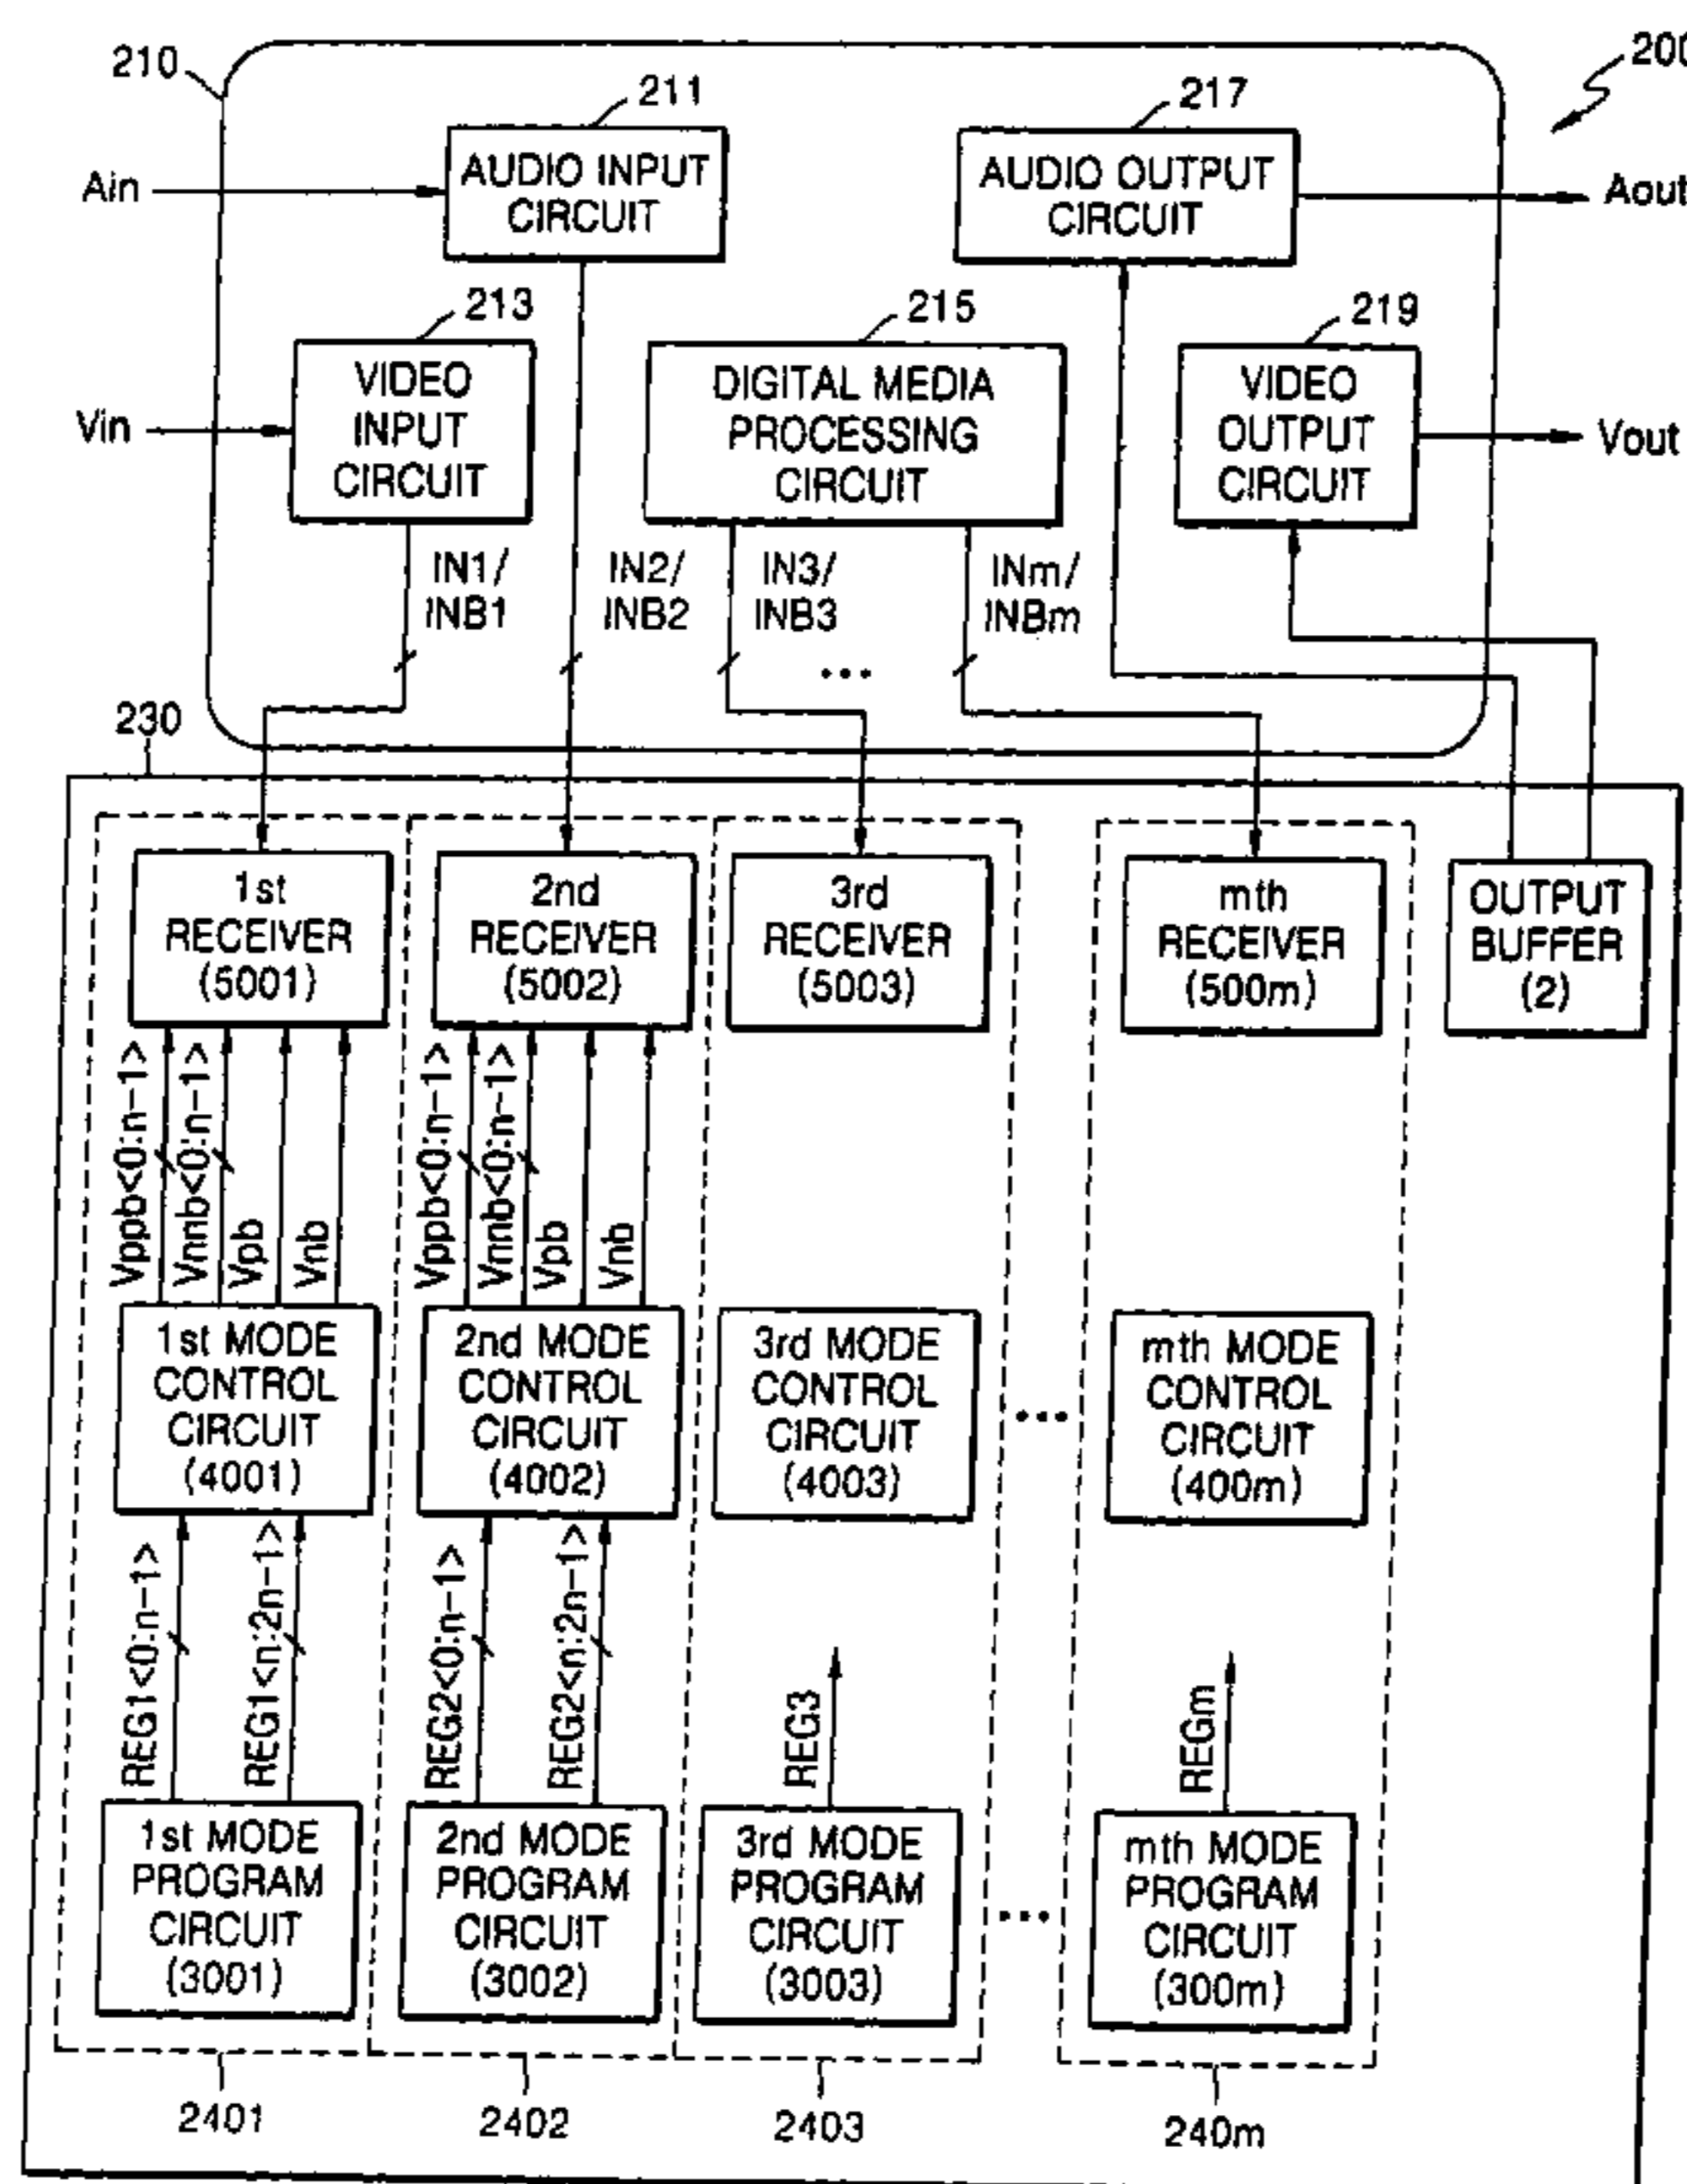 210
200
211
217
Ain
AUDIO INPUT
CIRCUIT
AUDIO OUTPUT
CIRCUIT
Aout
213
215
219
Vin
VIDEO
INPUT
CIRCUIT
DIGITAL MEDIA
PROCESSING
CIRCUIT
VIDEO
OUTPUT
CIRCUIT
Vout
IN1/
INB1
IN2/
INB2
IN3/
INB3
INm/
INBm
...
230
1st
RECEIVER
(5001)
2nd
RECEIVER
(5002)
3rd
RECEIVER
(5003)
mth
RECEIVER
(500m)
OUTPUT
BUFFER
(2)
Vppb<0:n-1>
Vnnb<0:n-1>
Vpb
Vnb
Vppb<0:n-1>
Vnnb<0:n-1>
Vpb
Vnb
1st MODE
CONTROL
CIRCUIT
(4001)
2nd MODE
CONTROL
CIRCUIT
(4002)
3rd MODE
CONTROL
CIRCUIT
(4003)
...
mth MODE
CONTROL
CIRCUIT
(400m)
REG1<0:n-1>
REG1<n:2n-1>
REG2<0:n-1>
REG2<n:2n-1>
REG3
REGm
1st MODE
PROGRAM
CIRCUIT
(3001)
2nd MODE
PROGRAM
CIRCUIT
(3002)
3rd MODE
PROGRAM
CIRCUIT
(3003)
...
mth MODE
PROGRAM
CIRCUIT
(300m)
2401
2402
2403
240m